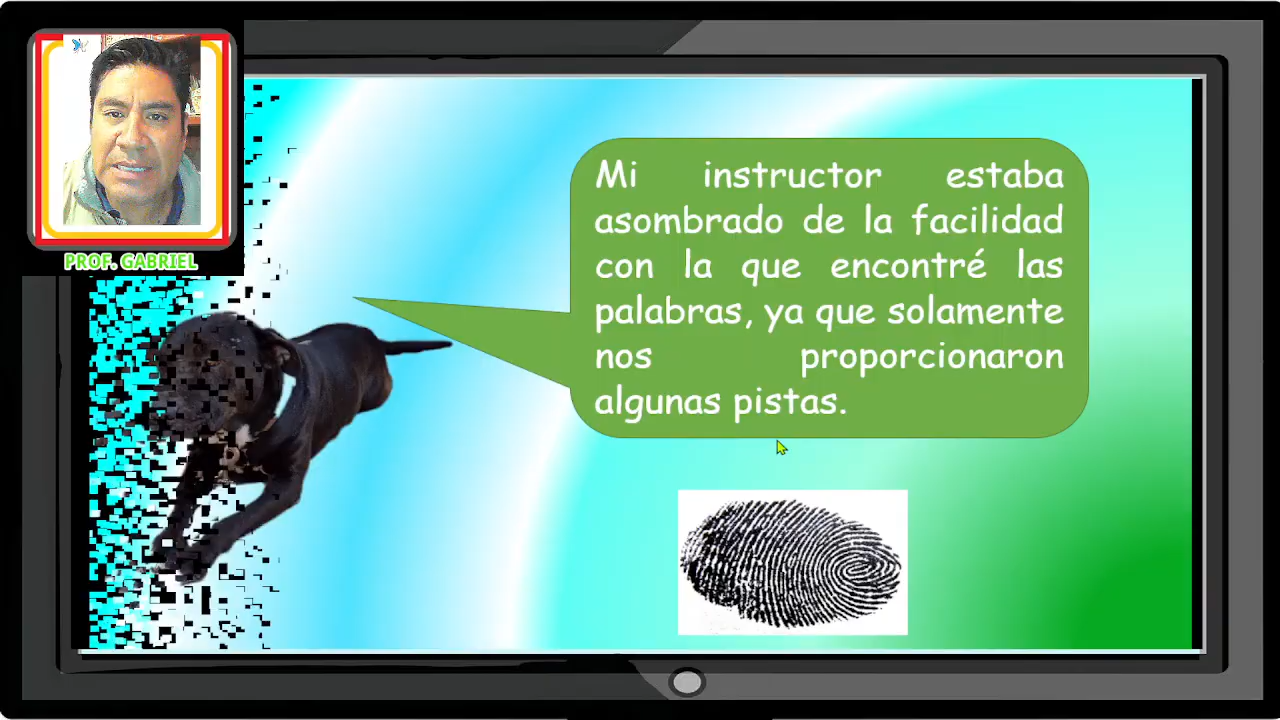 PROF. GABRIEL
Mi instructor estaba
asombrado de la facilidad
con la que encontré las
palabras, ya que solamente
nos proporcionaron
algunas pistas.